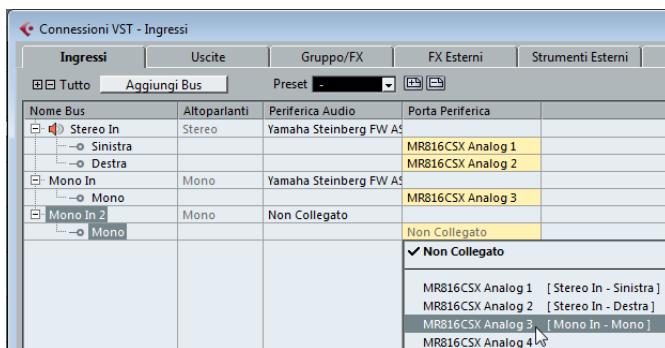 Connessioni VST - Ingressi
Ingressi Uscite Gruppo/FX FX Esterni Strumenti Esterni
Tutto Aggiungi Bus Preset -
Nome Bus Altoparlanti Periferica Audio Porta Periferica
Stereo In Stereo Yamaha Steinberg FW AS
Sinistra MR816CSX Analog 1
Destra MR816CSX Analog 2
Mono In Mono Yamaha Steinberg FW AS
Mono MR816CSX Analog 3
Mono In 2 Mono Non Collegato
Mono Non Collegato
✓ Non Collegato
MR816CSX Analog 1 [ Stereo In - Sinistra ]
MR816CSX Analog 2 [ Stereo In - Destra ]
MR816CSX Analog 3 [ Mono In - Mono ]
MR816CSX Analog 4